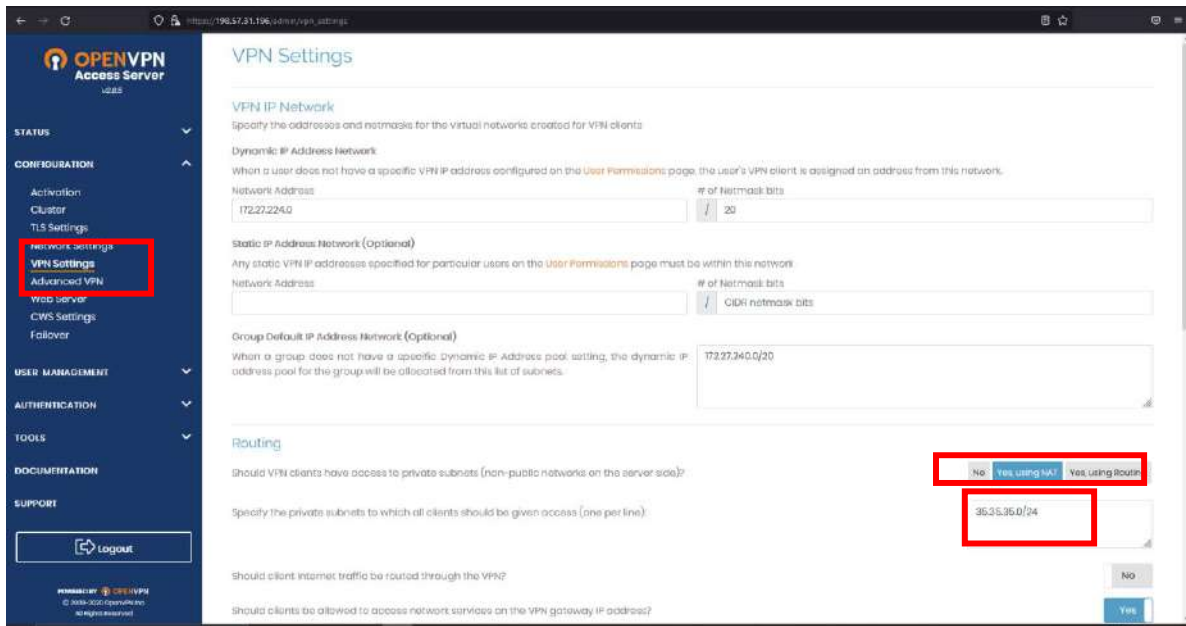 https://198.57.31.196/admin/vpn_settings
OPENVPN
Access Server
VPN Settings
VPN IP Network
Specify the addresses and netmasks for the virtual networks created for VPN clients
STATUS
Dynamic IP Address Network
CONFIGURATION
When a user does not have a specific VPN IP address configured on the User Permissions page, the user's VPN client is assigned an address from this network.
Activation
Network Address
# of Netmask bits
Cluster
172.27.224.0
/ 20
TLS Settings
Network Settings
Static IP Address Network (Optional)
VPN Settings
Any static VPN IP addresses specified for particular users on the User Permissions page must be within this network
Advanced VPN
Network Address
# of Netmask bits
Web Server
/ CIDR netmask bits
CWS Settings
Failover
Group Default IP Address Network (Optional)
When a group does not have a specific Dynamic IP Address pool setting, the dynamic IP
address pool for the group will be allocated from this list of subnets.
172.27.240.0/20
USER MANAGEMENT
AUTHENTICATION
TOOLS
Routing
DOCUMENTATION
Should VPN clients have access to private subnets (non-public networks on the server side)?
No Yes, using NAT Yes, using Routing
SUPPORT
Specify the private subnets to which all clients should be given access (one per line):
35.35.35.0/24
Logout
Should client Internet traffic be routed through the VPN?
No
POWERED BY OPENVPN
© 2009-2020 OpenVPN Inc.
All Rights Reserved
Should clients be allowed to access network services on the VPN gateway IP address?
Yes